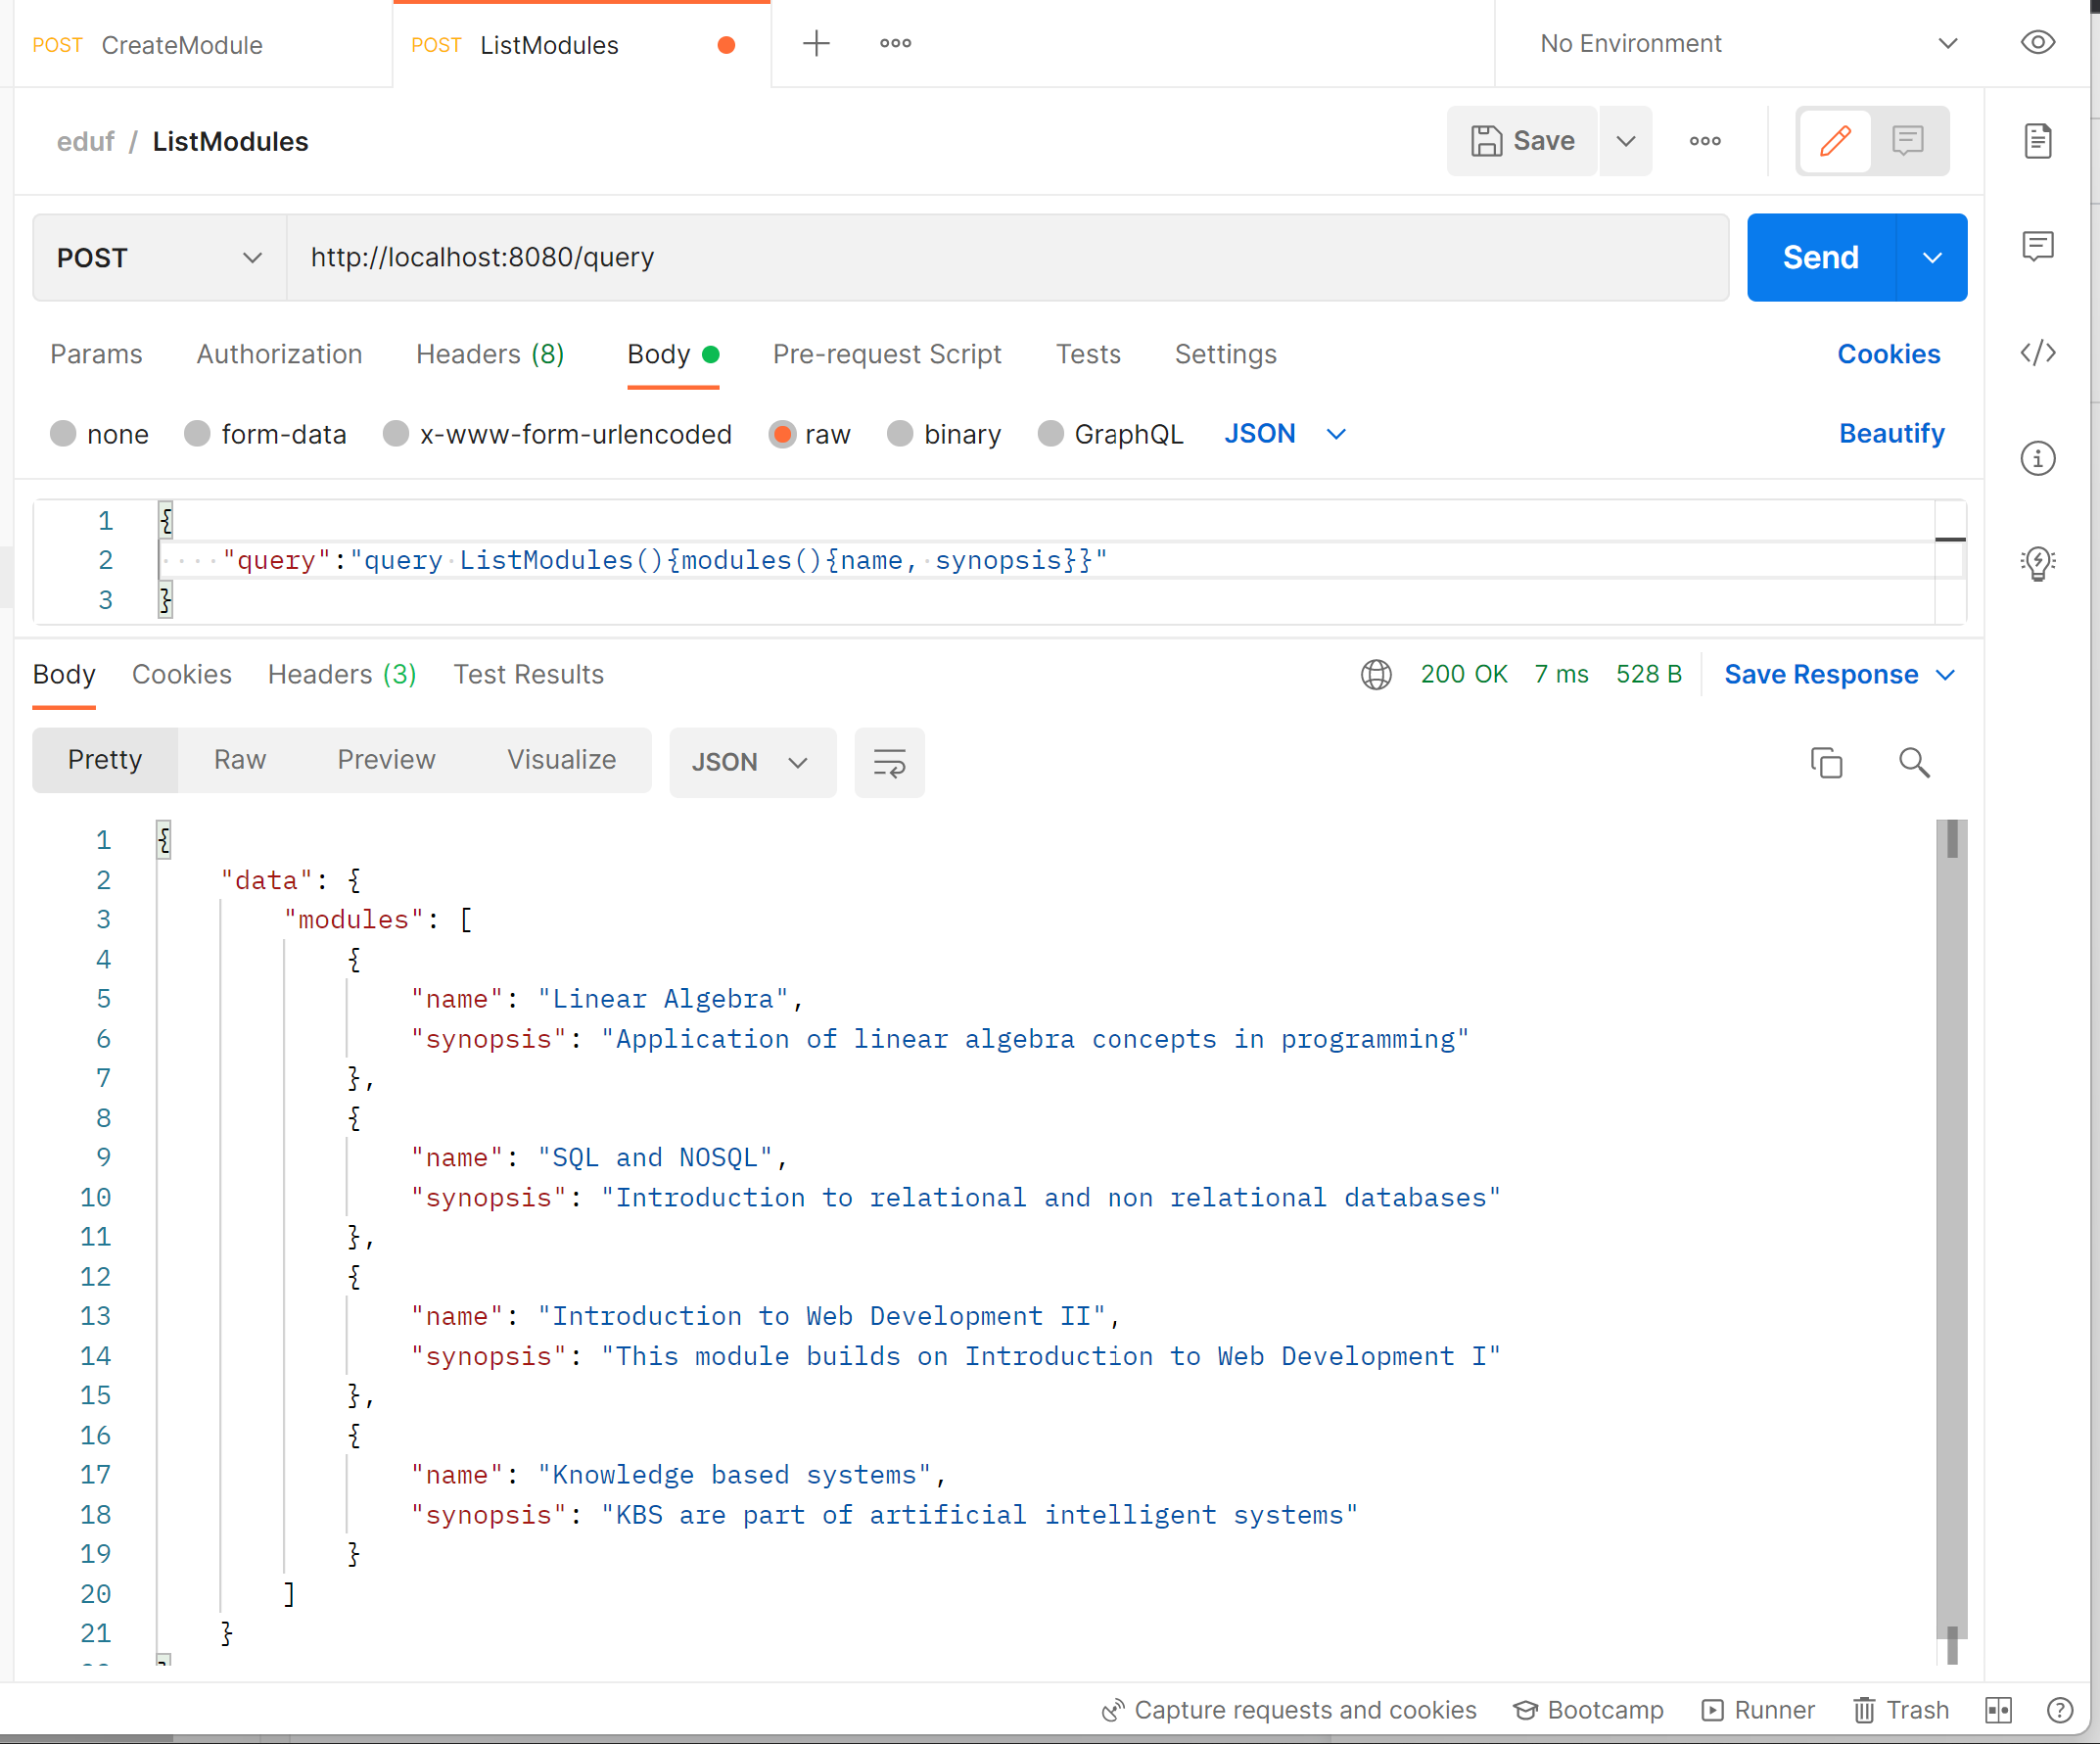 POST CreateModule POST ListModules No Environment
eduf / ListModules Save
POST http://localhost:8080/query Send
Params Authorization Headers (8) Body Pre-request Script Tests Settings Cookies
none form-data x-www-form-urlencoded raw binary GraphQL JSON Beautify
1 {
2 "query":"query ListModules(){modules(){name, synopsis}}"
3 }
Body Cookies Headers (3) Test Results 200 OK 7 ms 528 B Save Response
Pretty Raw Preview Visualize JSON
1 {
2 "data": {
3 "modules": [
4 {
5 "name": "Linear Algebra",
6 "synopsis": "Application of linear algebra concepts in programming"
7 },
8 {
9 "name": "SQL and NOSQL",
10 "synopsis": "Introduction to relational and non relational databases"
11 },
12 {
13 "name": "Introduction to Web Development II",
14 "synopsis": "This module builds on Introduction to Web Development I"
15 },
16 {
17 "name": "Knowledge based systems",
18 "synopsis": "KBS are part of artificial intelligent systems"
19 }
20 ]
21 }
Capture requests and cookies Bootcamp Runner Trash